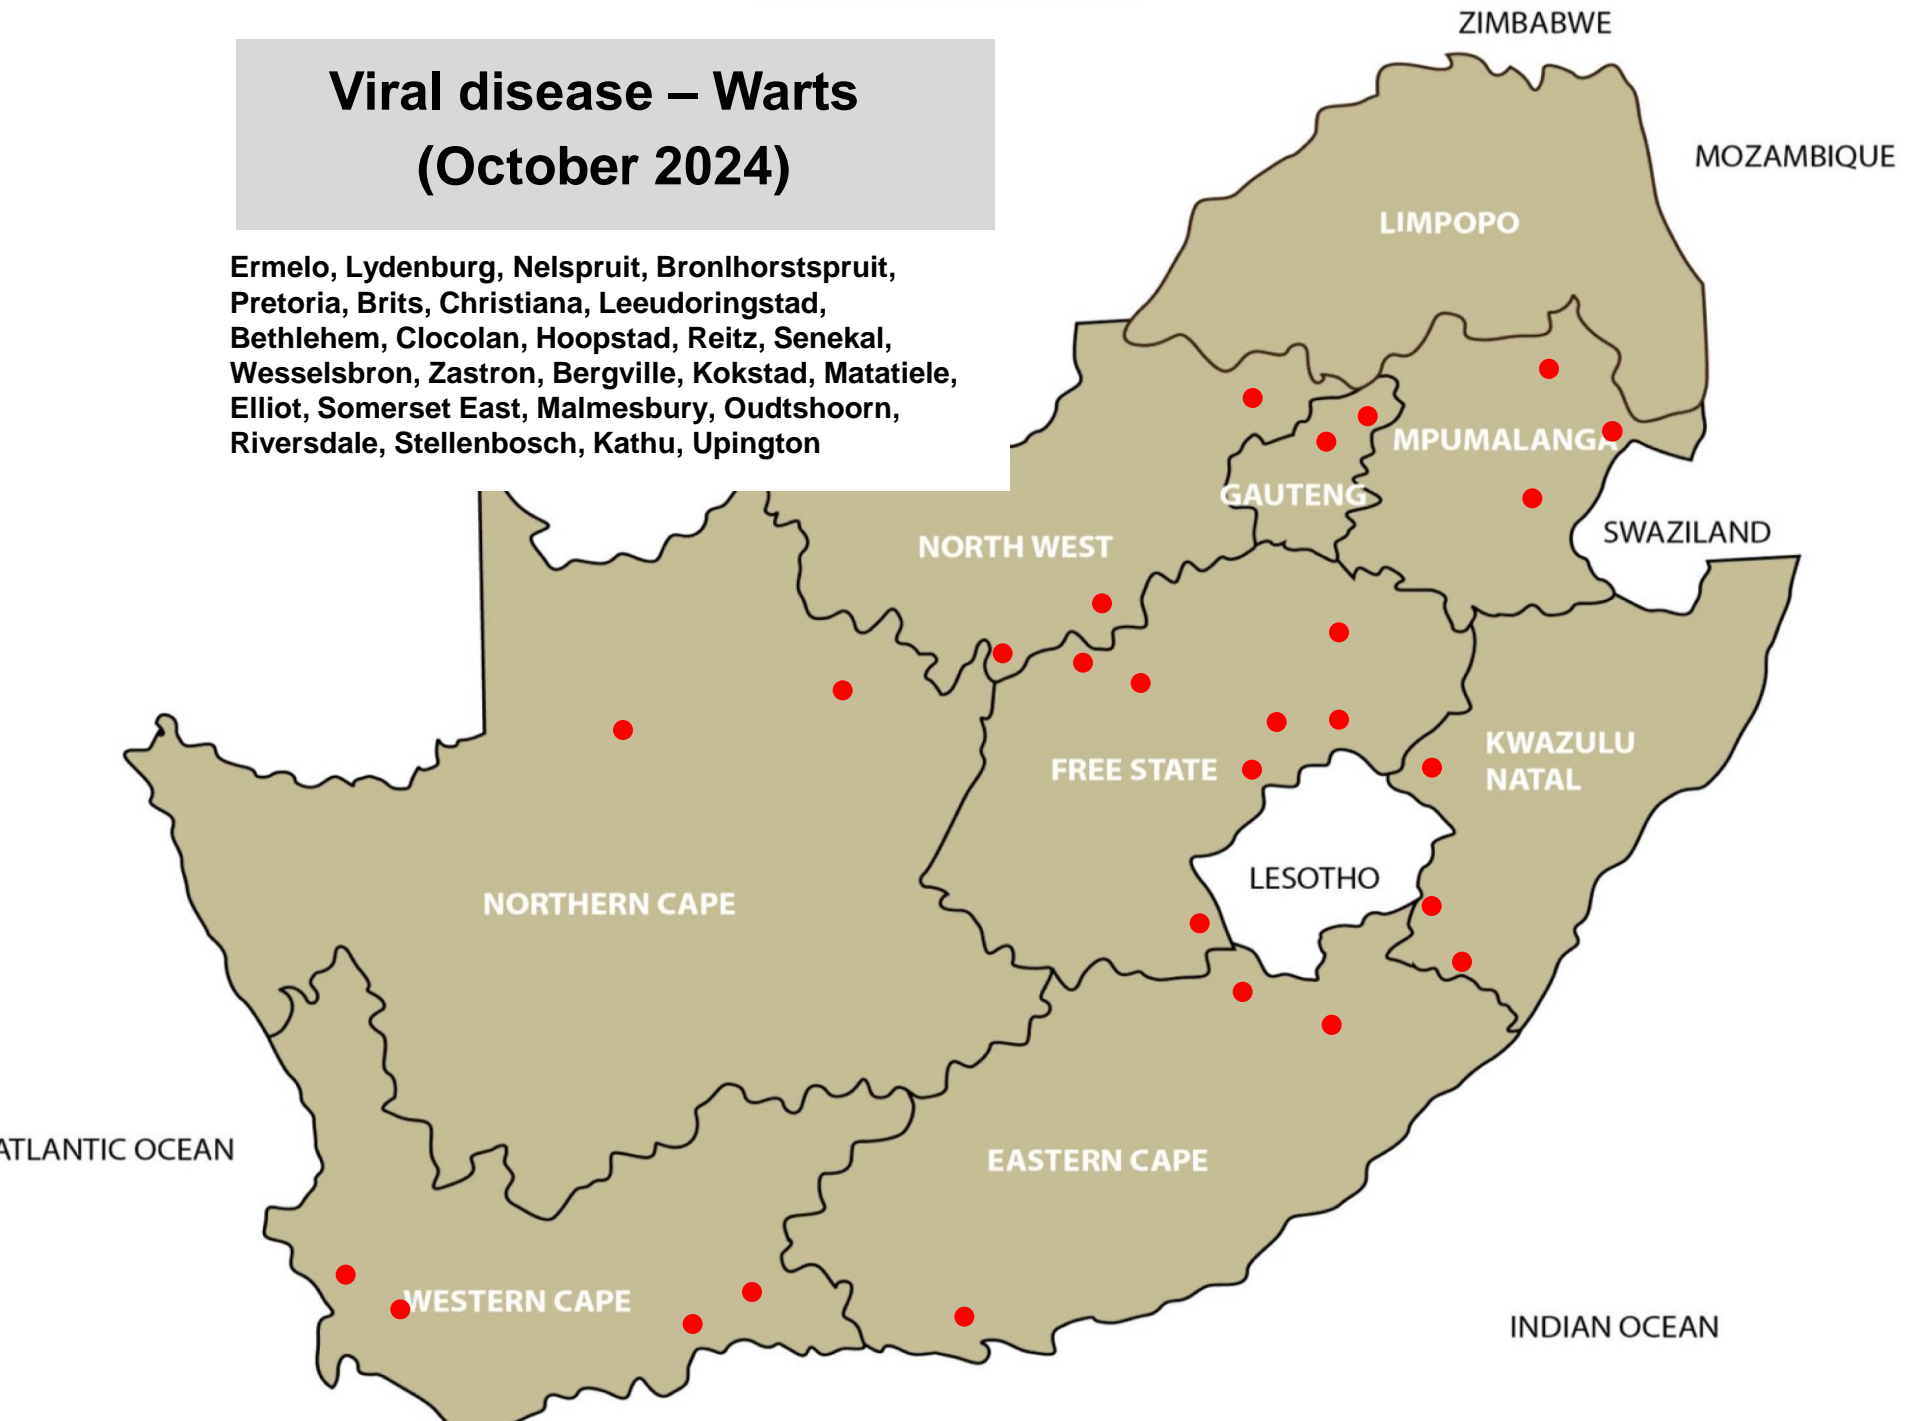 Viral disease – Warts
(October 2024)
Ermelo, Lydenburg, Nelspruit, Bronlhorstspruit,
Pretoria, Brits, Christiana, Leeudoringstad,
Bethlehem, Clocolan, Hoopstad, Reitz, Senekal,
Wesselsbron, Zastron, Bergville, Kokstad, Matatiele,
Elliot, Somerset East, Malmesbury, Oudtshoorn,
Riversdale, Stellenbosch, Kathu, Upington
ZIMBABWE
MOZAMBIQUE
LIMPOPO
MPUMALANGA
GAUTENG
SWAZILAND
NORTH WEST
KWAZULU
NATAL
FREE STATE
LESOTHO
NORTHERN CAPE
ATLANTIC OCEAN
EASTERN CAPE
WESTERN CAPE
INDIAN OCEAN